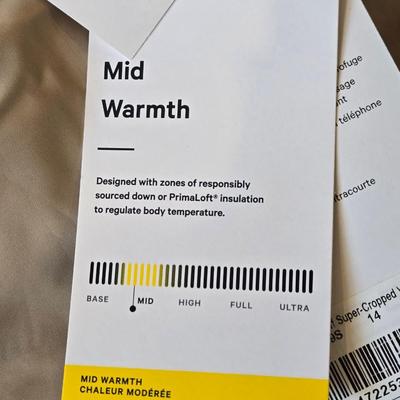 Mid
Warmth
Designed with zones of responsibly
sourced down or PrimaLoft® insulation
to regulate body temperature.
BASE
MID
HIGH
FULL
ULTRA
MID WARMTH
CHALEUR MODÉRÉE
téléphone
Super-Cropped
14